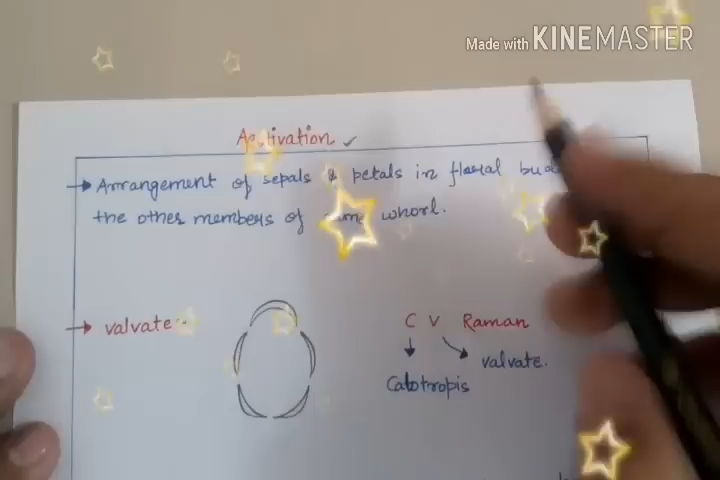 Made with KINEMASTER
Aestivation ✓
→ Arrangement of sepals & petals in floral bud
the other members of same whorl.
→ valvate :-
C V Raman
Calotropis
valvate.